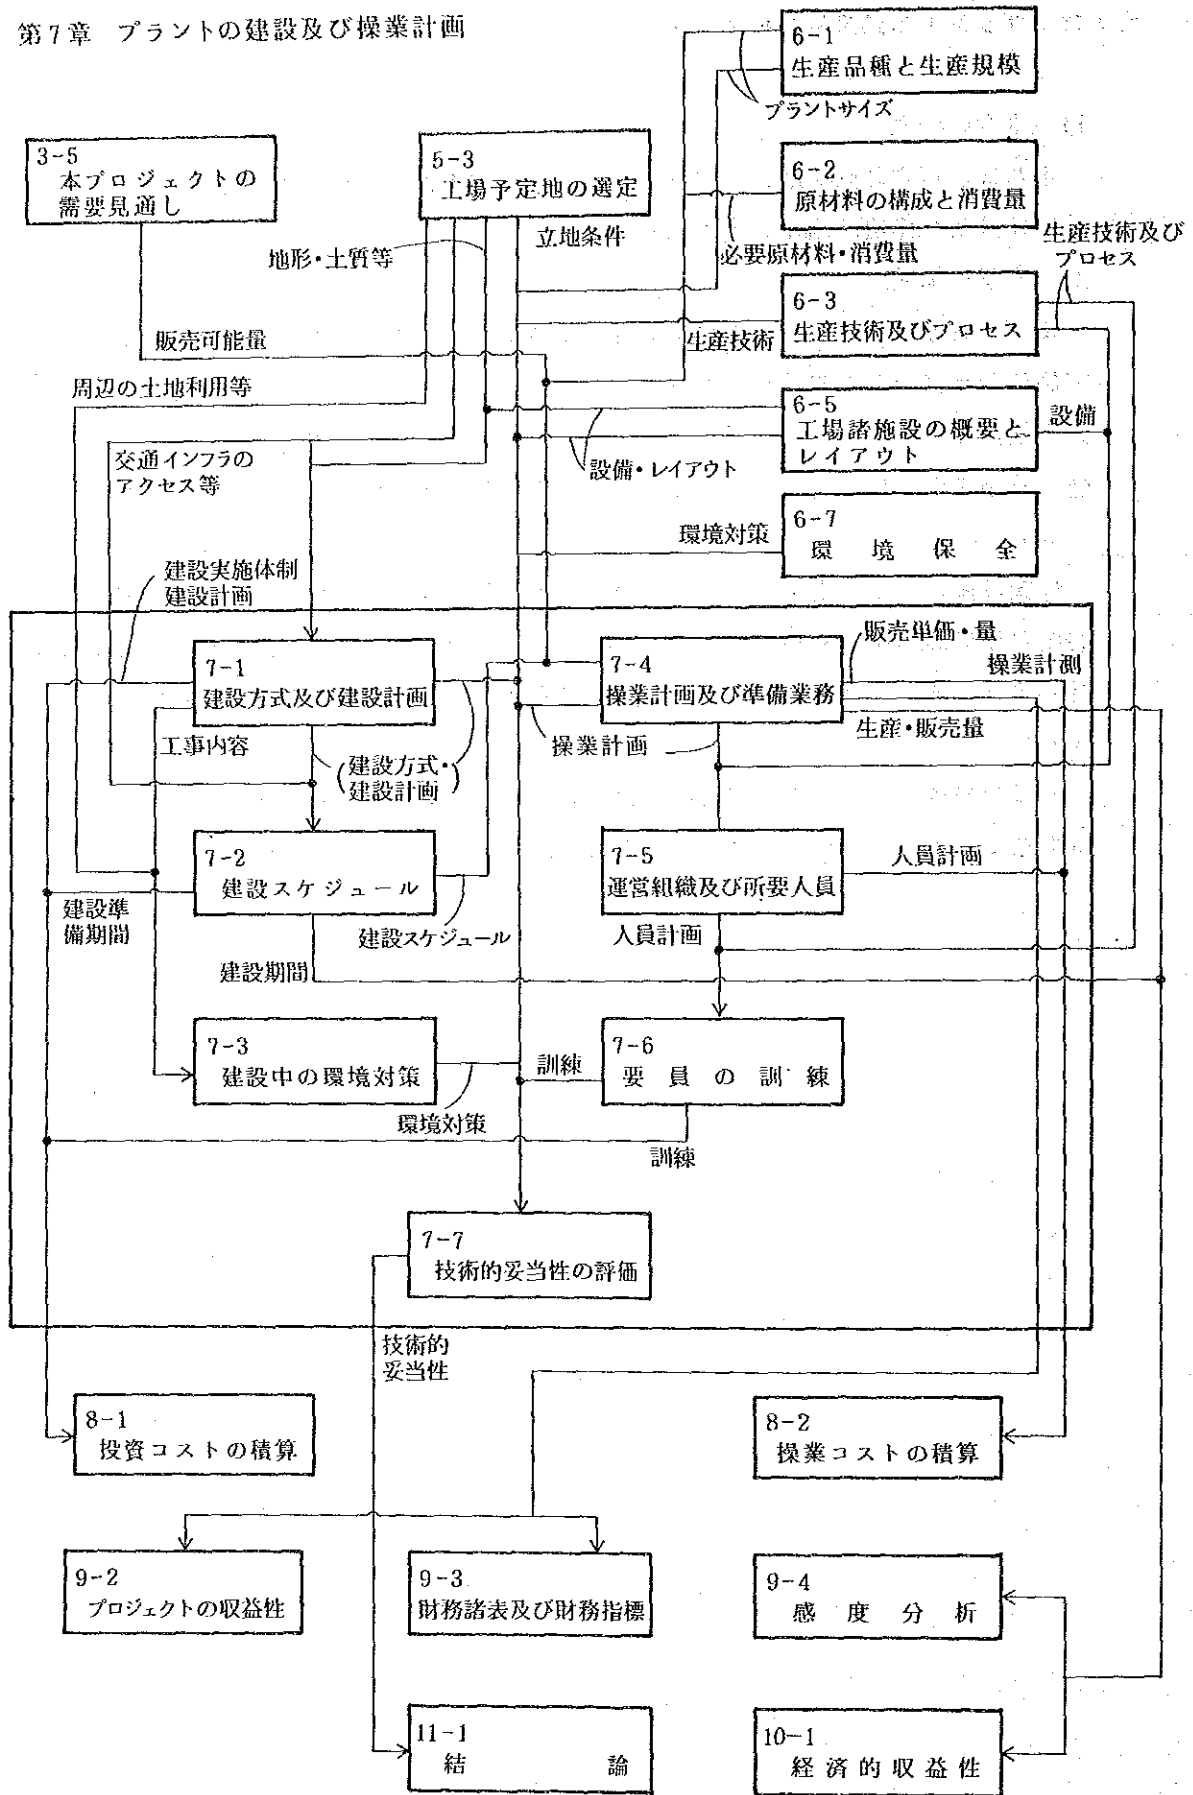 第7章 プラントの建設及び操業計画
6-1
生産品種と生産規模
プラントサイズ
3-5
本プロジェクトの
需要見通し
5-3
工場予定地の選定
6-2
原材料の構成と消費量
立地条件
地形・土質等
必要原材料・消費量
生産技術及び
プロセス
6-3
生産技術及びプロセス
販売可能量
生産技術
周辺の土地利用等
6-5
工場諸施設の概要と
レイアウト
設備
交通インフラの
アクセス等
設備・レイアウト
6-7
環境保全
環境対策
建設実施体制
建設計画
販売単価・量
操業計測
7-1
建設方式及び建設計画
7-4
操業計画及び準備業務
生産・販売量
工事内容
操業計画
(建設方式・
建設計画)
7-2
建設スケジュール
7-5
運営組織及び所要人員
人員計画
建設準
備期間
建設スケジュール
人員計画
建設期間
7-3
建設中の環境対策
訓練
7-6
要員の訓練
環境対策
訓練
7-7
技術的妥当性の評価
技術的
妥当性
8-1
投資コストの積算
8-2
操業コストの積算
9-2
プロジェクトの収益性
9-3
財務諸表及び財務指標
9-4
感度分析
11-1
結論
10-1
経済的収益性